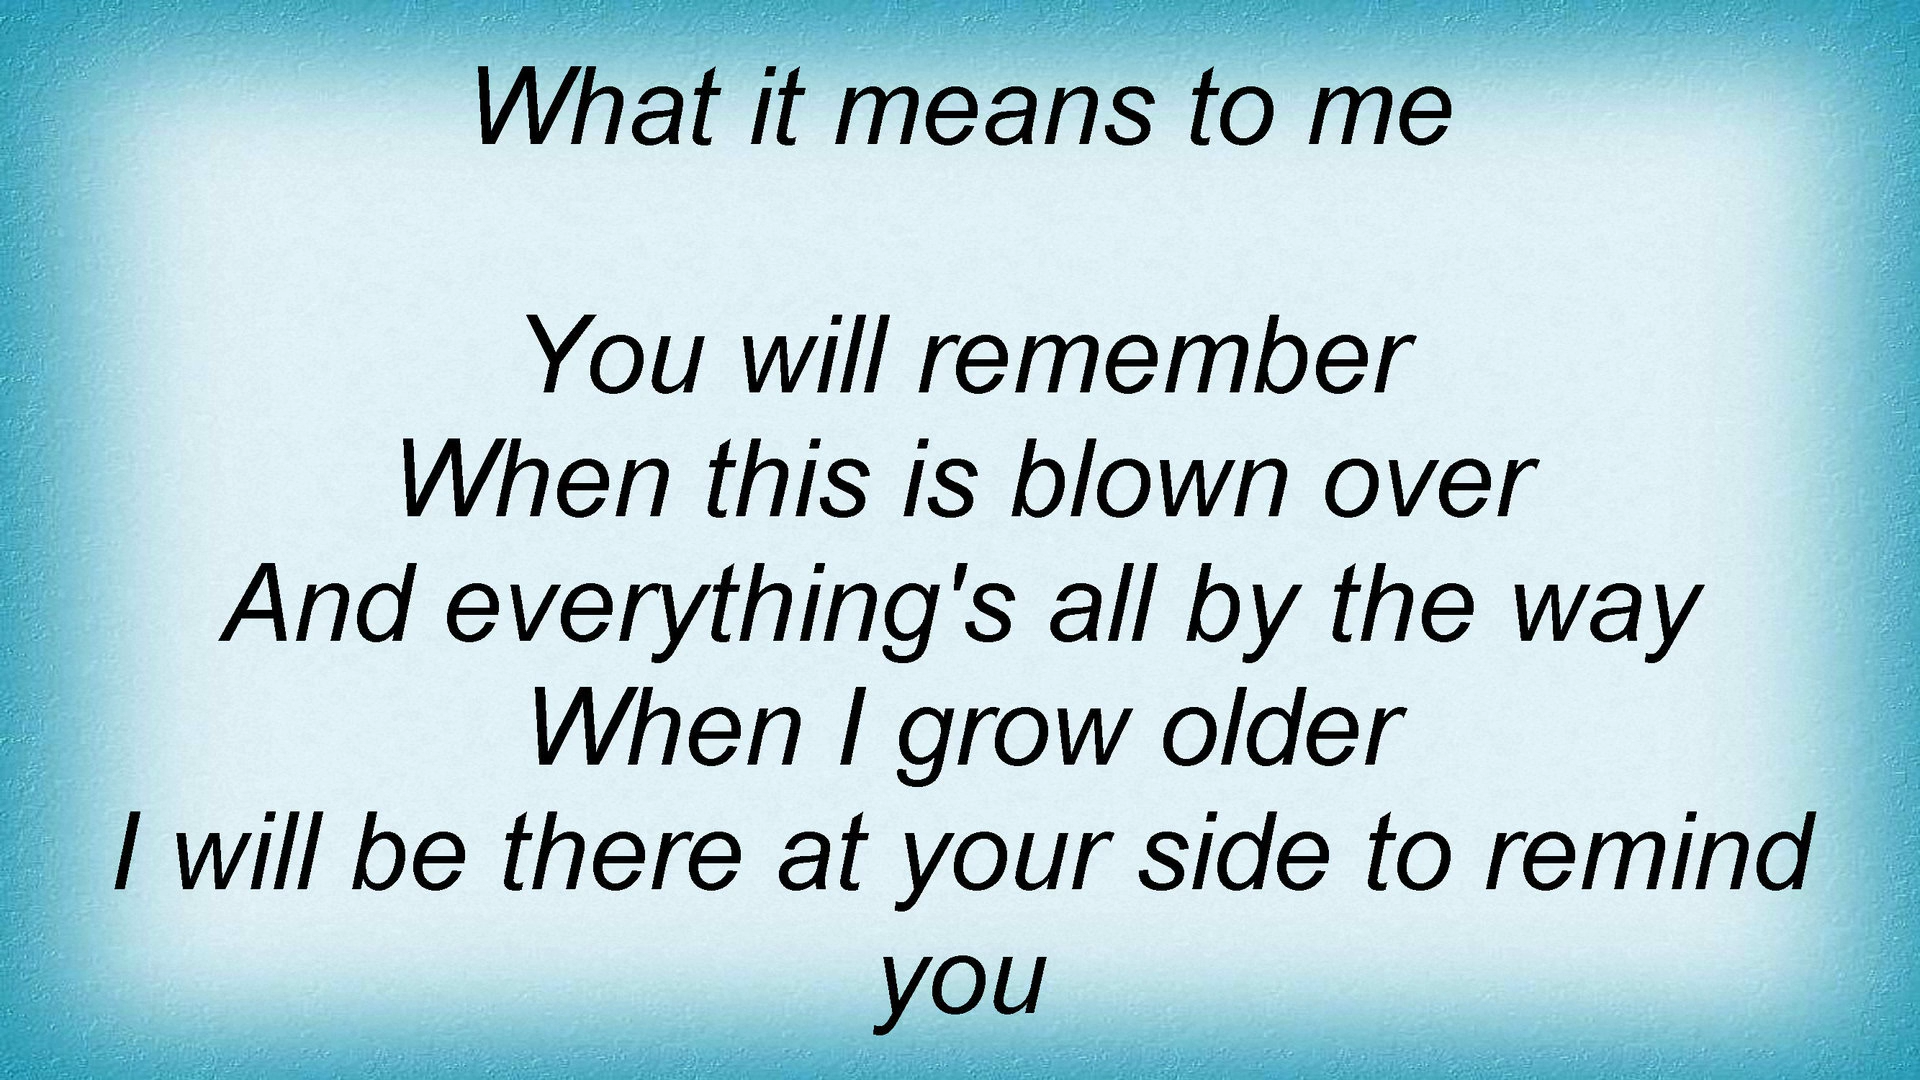 What it means to me
You will remember
When this is blown over
And everything's all by the way
When I grow older
I will be there at your side to remind
you